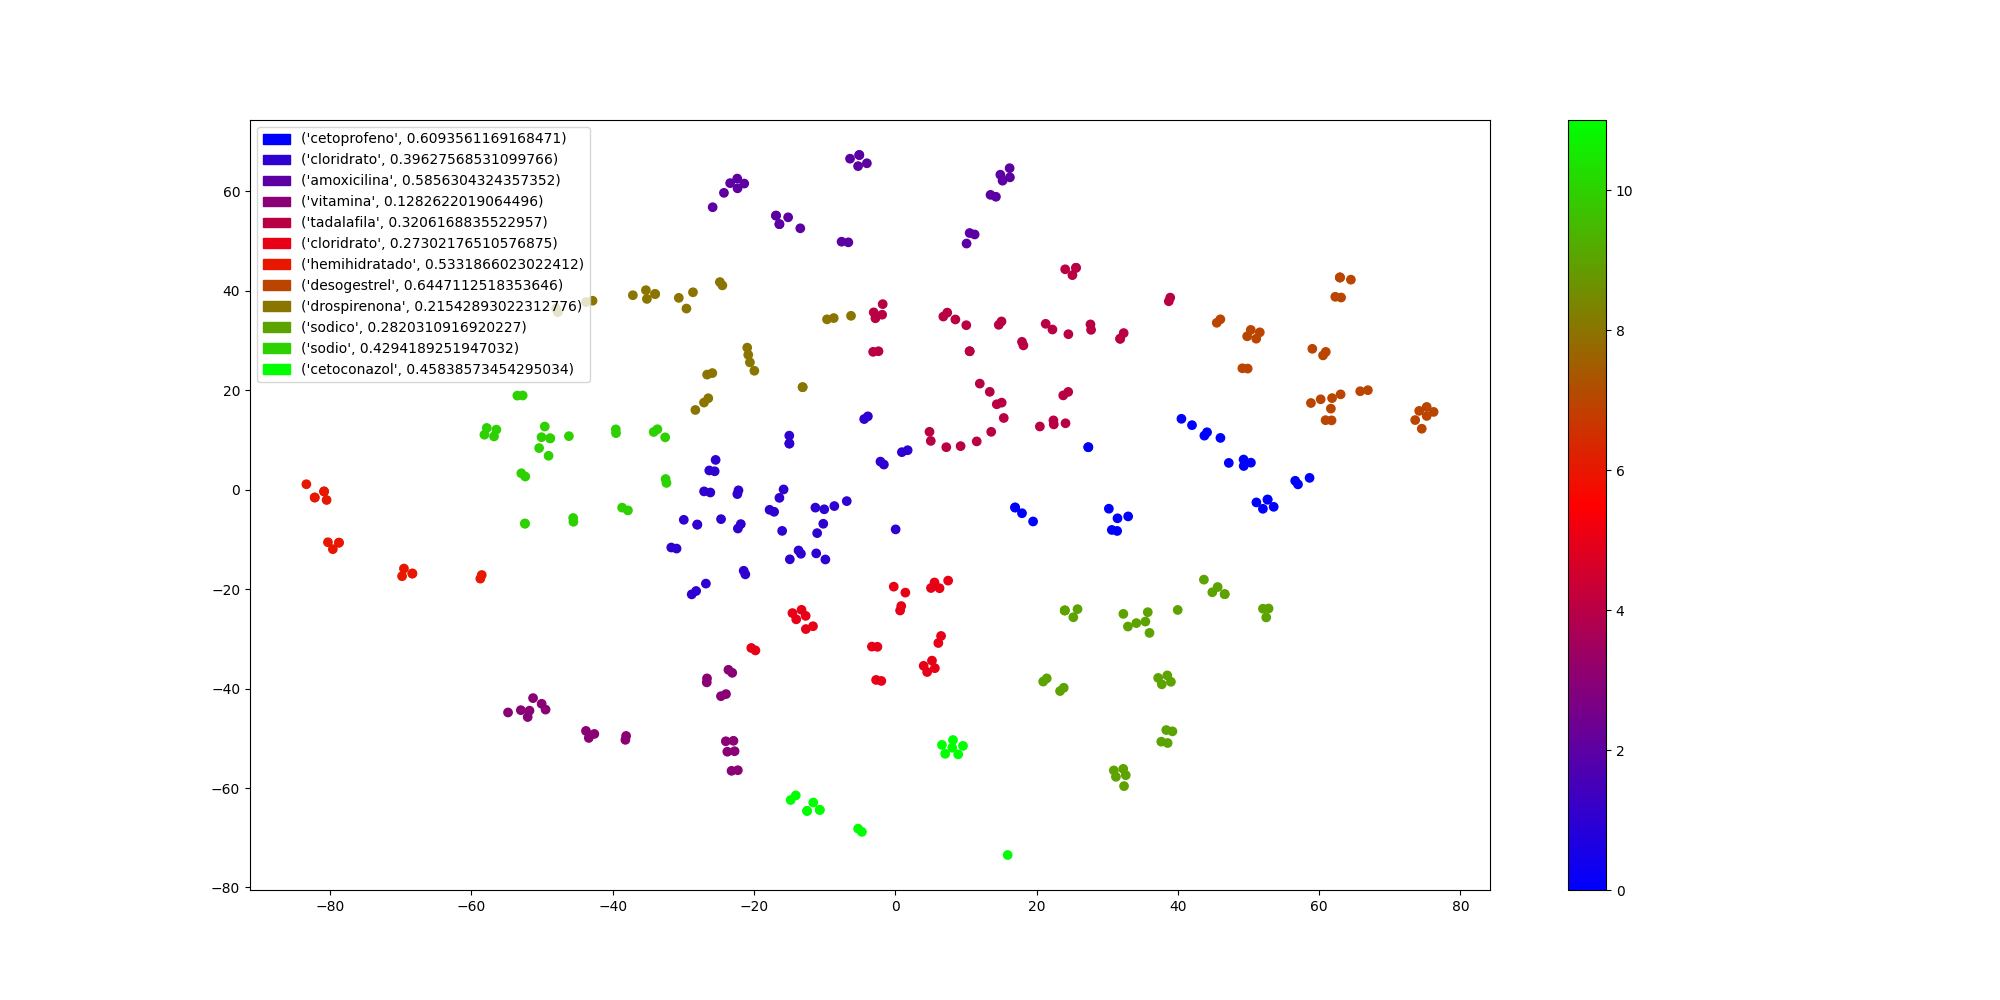 ('cetoprofeno', 0.6093561169168471)
('cloridrato', 0.39627568531099766)
('amoxicilina', 0.5856304324357352)
('vitamina', 0.1282622019064496)
('tadalafila', 0.3206168835522957)
('cloridrato', 0.27302176510576875)
('hemihidratado', 0.5331866023022412)
('desogestrel', 0.6447112518353646)
('drospirenona', 0.21542893022312776)
('sodico', 0.2820310916920227)
('sodio', 0.4294189251947032)
('cetoconazol', 0.45838573454295034)
60
40
20
0
−20
−40
−60
−80
−80 −60 −40 −20 0 20 40 60 80
10
8
6
4
2
0